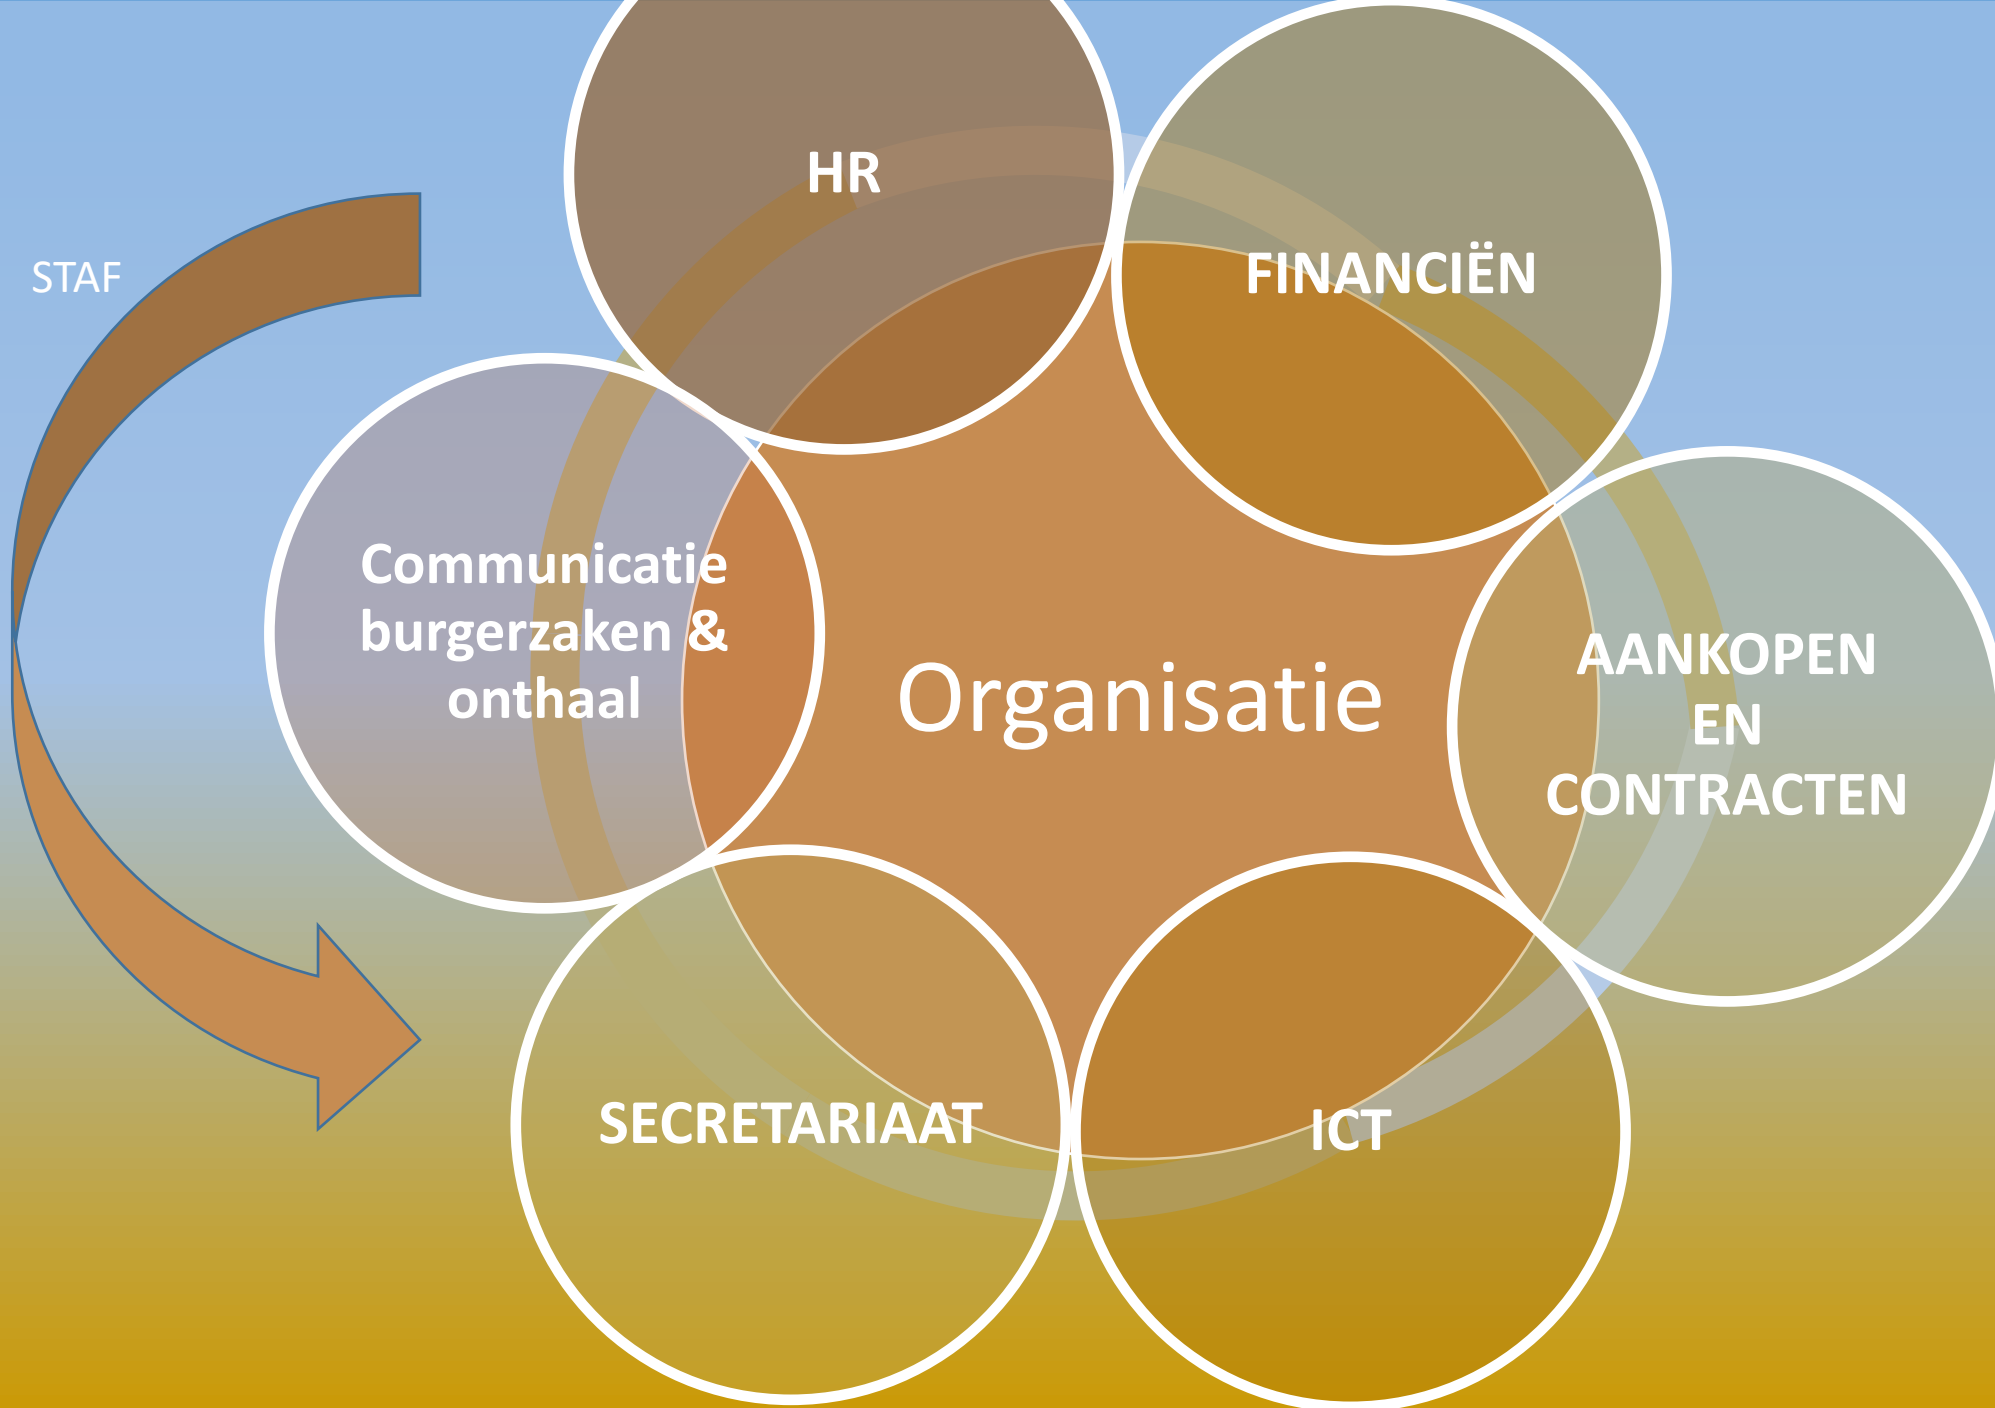 HR
FINANCIËN
STAF
Communicatie
burgerzaken &
onthaal
Organisatie
AANKOPEN
EN
CONTRACTEN
SECRETARIAAT
ICT